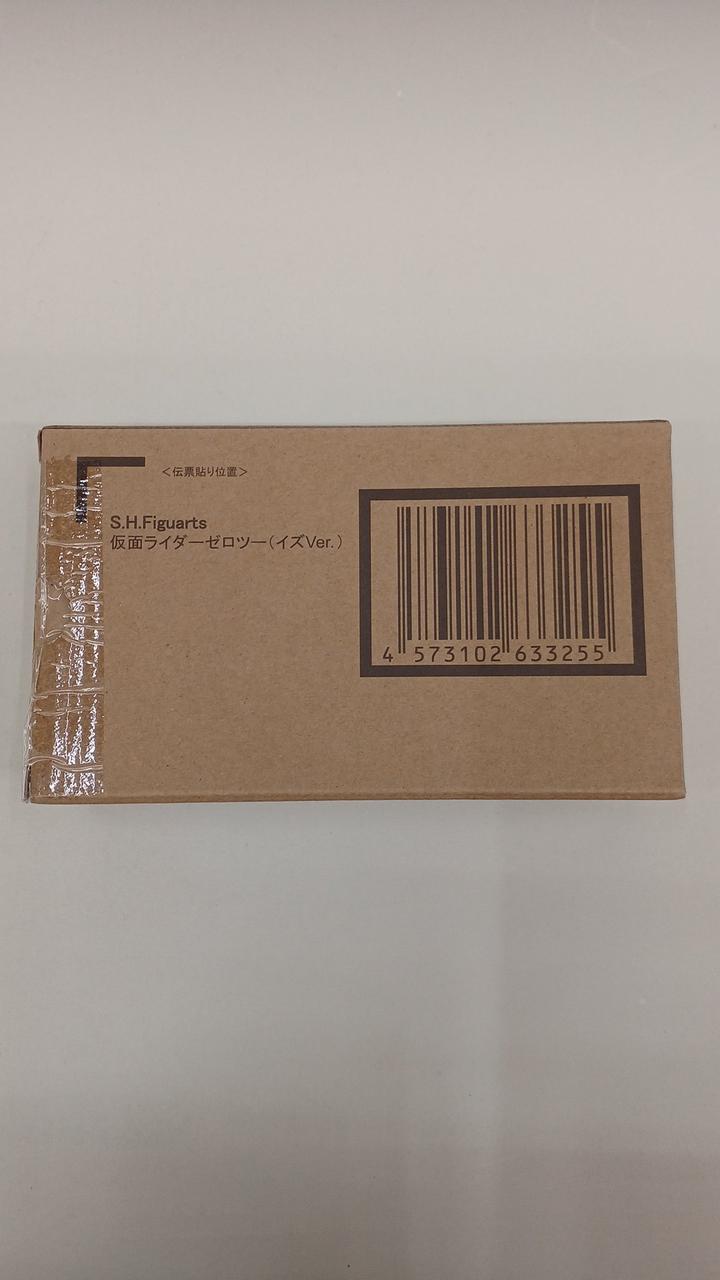 ＜伝票貼り位置＞
S.H.Figuarts
仮面ライダーゼロツー（イズVer.）
4 573102 633255